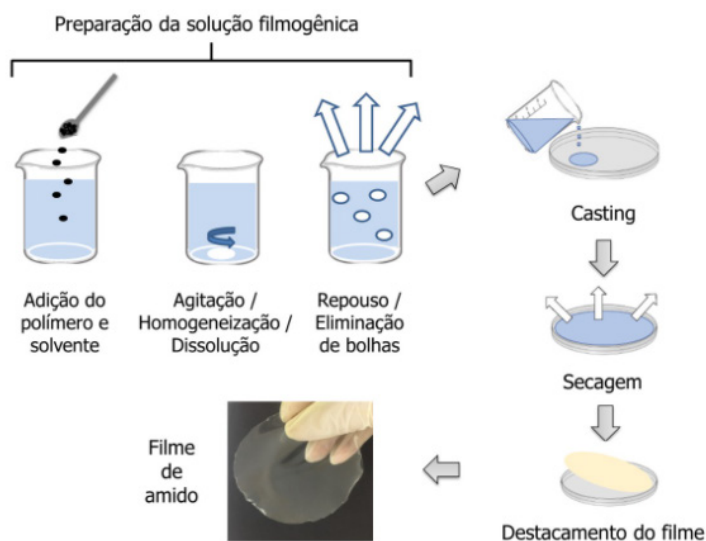 Preparação da solução filmogênica
Adição do
polímero e
solvente
Agitação /
Homogeneização /
Dissolução
Repouso /
Eliminação
de bolhas
Casting
Secagem
Destacamento do filme
Filme
de
amido